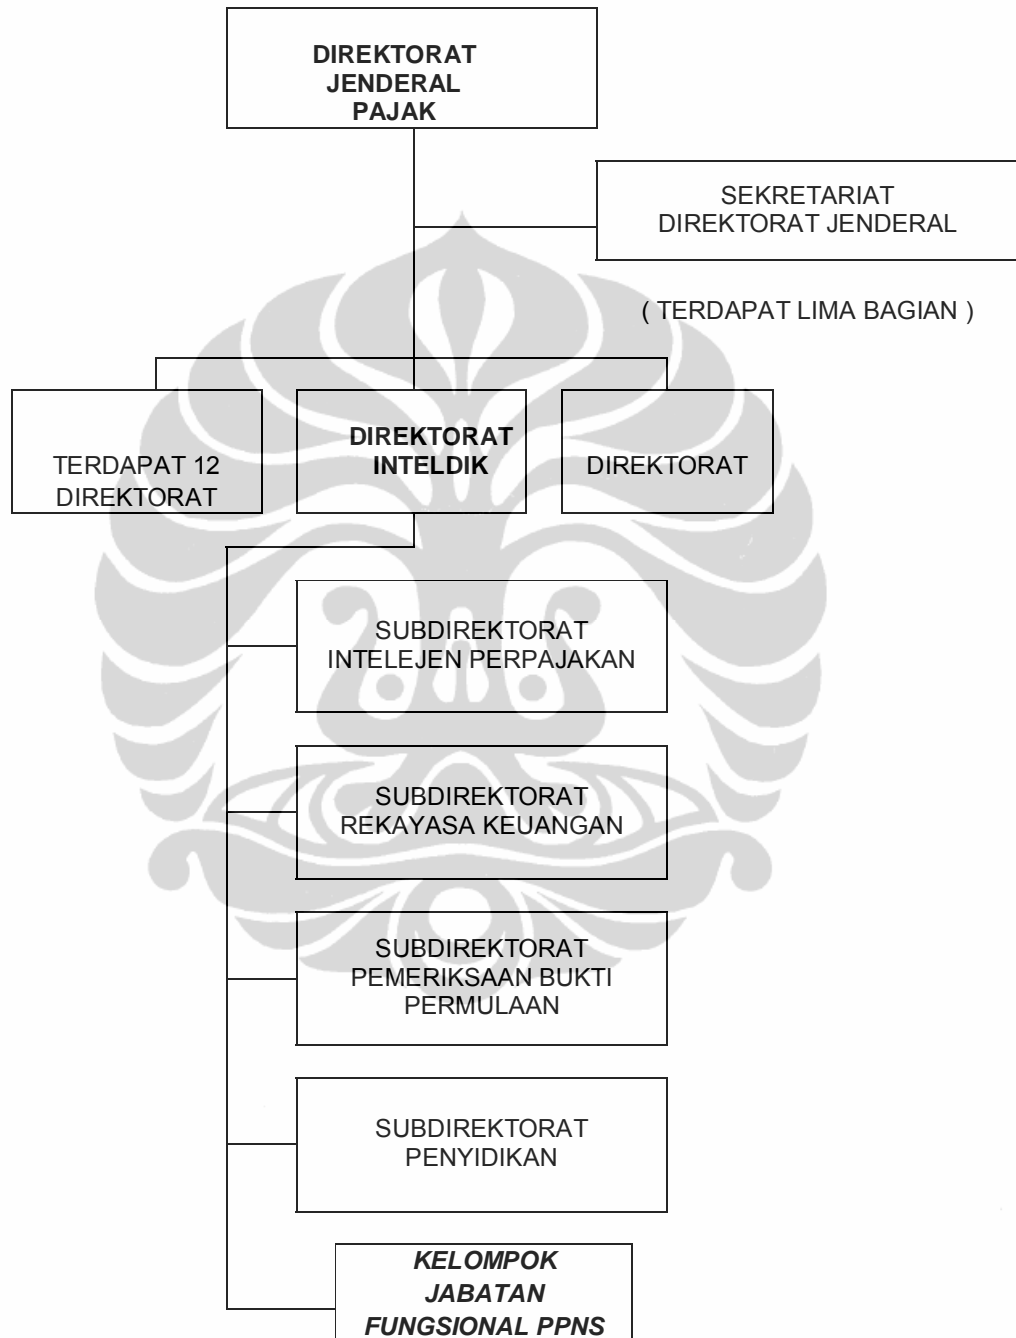 DIREKTORAT
JENDERAL
PAJAK
SEKRETARIAT
DIREKTORAT JENDERAL
( TERDAPAT LIMA BAGIAN )
TERDAPAT 12
DIREKTORAT
DIREKTORAT
INTELDIK
DIREKTORAT
SUBDIREKTORAT
INTELEJEN PERPAJAKAN
SUBDIREKTORAT
REKAYASA KEUANGAN
SUBDIREKTORAT
PEMERIKSAAN BUKTI
PERMULAAN
SUBDIREKTORAT
PENYIDIKAN
KELOMPOK
JABATAN
FUNGSIONAL PPNS